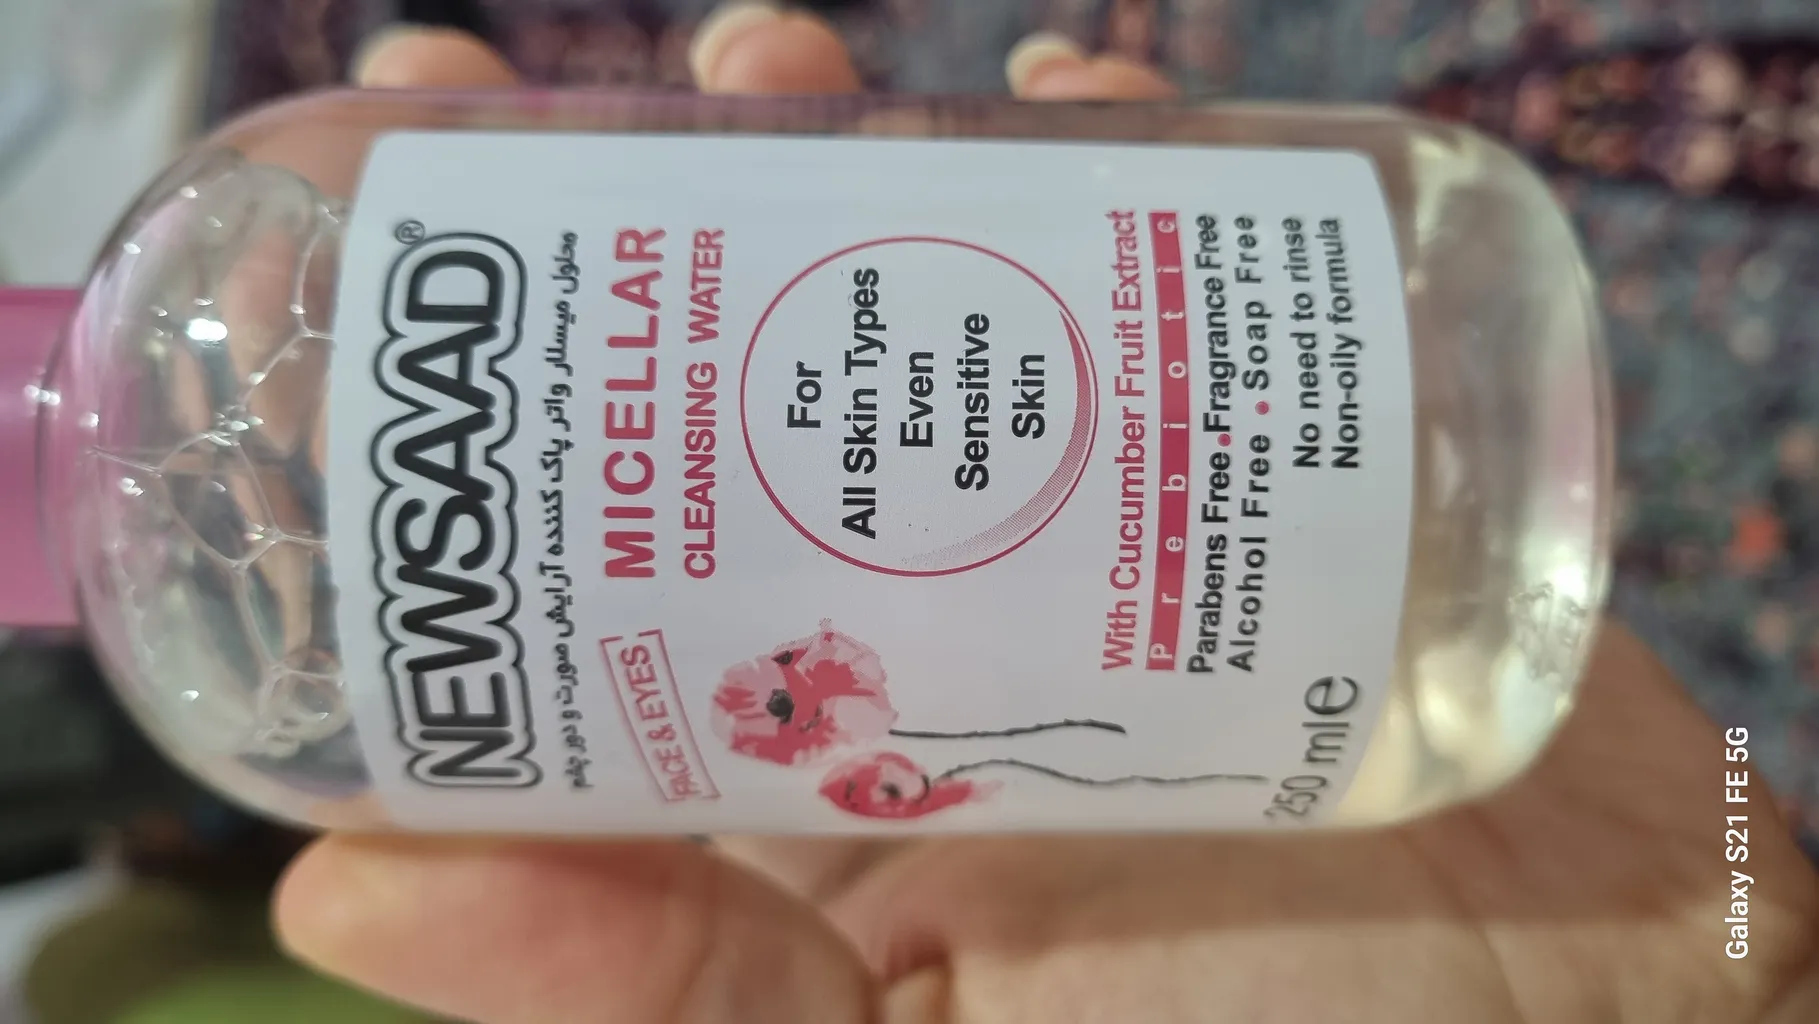 NEWSAAD®
محلول میسلار واتر پاک کننده آرایش صورت و دور چشم
FACE & EYES
MICELLAR
CLEANSING WATER
For
All Skin Types
Even
Sensitive
Skin
With Cucumber Fruit Extract
Prebiotic
Parabens Free • Fragrance Free
Alcohol Free • Soap Free
No need to rinse
Non-oily formula
250 ml e
Galaxy S21 FE 5G